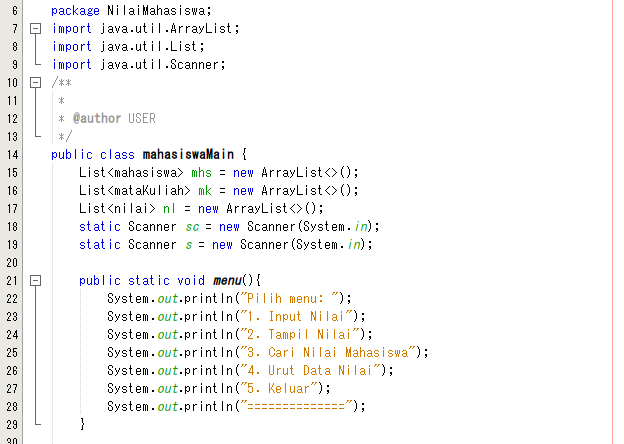 6 package NilaiMahasiswa;
7 import java.util.ArrayList;
8 import java.util.List;
9 import java.util.Scanner;
10 /**
11  *
12  * @author USER
13  */
14 public class mahasiswaMain {
15     List<mahasiswa> mhs = new ArrayList<>();
16     List<mataKuliah> mk = new ArrayList<>();
17     List<nilai> nl = new ArrayList<>();
18     static Scanner sc = new Scanner(System.in);
19     static Scanner s = new Scanner(System.in);
20
21     public static void menu(){
22         System.out.println("Pilih menu: ");
23         System.out.println("1. Input Nilai");
24         System.out.println("2. Tampil Nilai");
25         System.out.println("3. Cari Nilai Mahasiswa");
26         System.out.println("4. Urut Data Nilai");
27         System.out.println("5. Keluar");
28         System.out.println("==============");
29     }
30